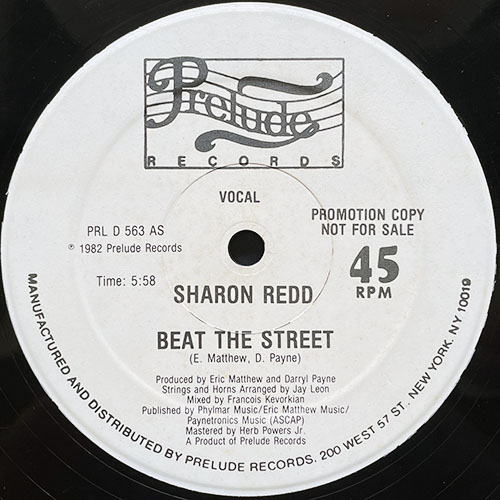 Prelude
RECORDS
VOCAL
PRL D 563 AS
℗ 1982 Prelude Records
PROMOTION COPY
NOT FOR SALE
Time: 5:58
45
RPM
SHARON REDD
BEAT THE STREET
(E. Matthew, D. Payne)
Produced by Eric Matthew and Darryl Payne
Strings and Horns Arranged by Jay Leon
Mixed by Francois Kevorkian
Published by Phylmar Music/Eric Matthew Music/
Paynetronics Music (ASCAP)
Mastered by Herb Powers Jr.
A Product of Prelude Records
MANUFACTURED AND DISTRIBUTED BY PRELUDE RECORDS. 200 WEST 57 ST. NEW YORK. NY 10019